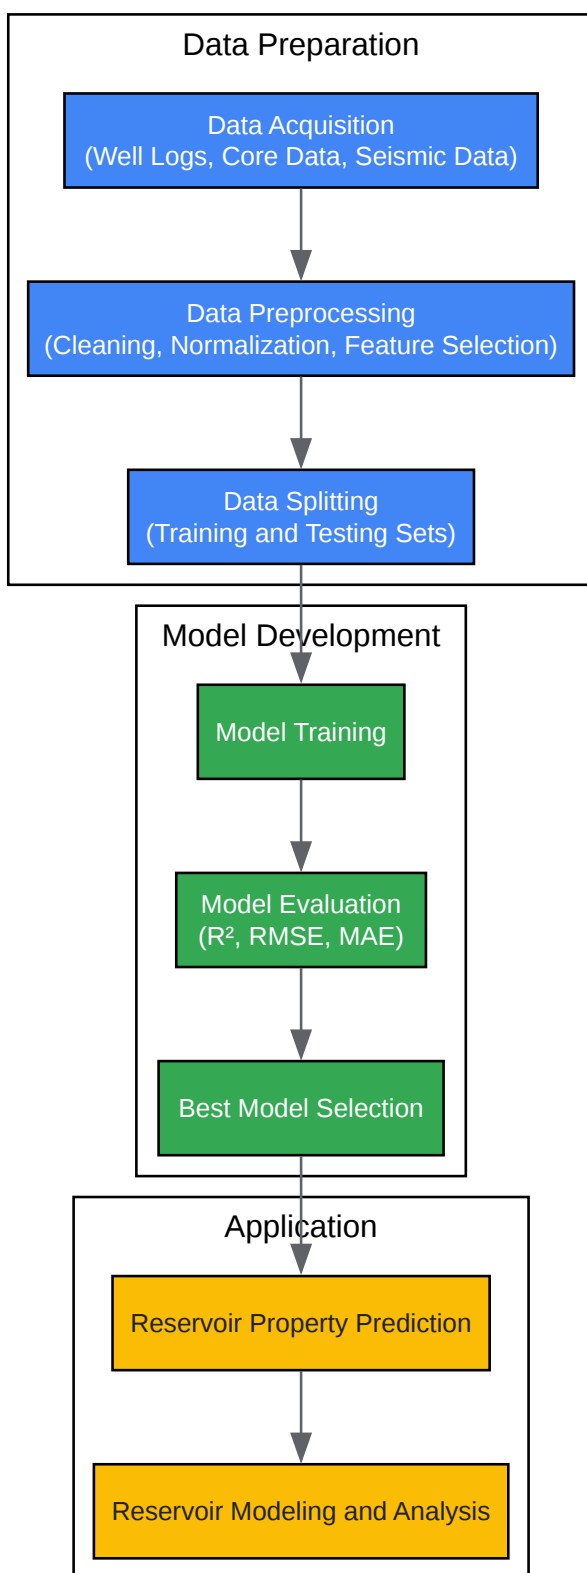 Data Preparation
Data Acquisition
(Well Logs, Core Data, Seismic Data)
Data Preprocessing
(Cleaning, Normalization, Feature Selection)
Data Splitting
(Training and Testing Sets)
Model Development
Model Training
Model Evaluation
(R², RMSE, MAE)
Best Model Selection
Application
Reservoir Property Prediction
Reservoir Modeling and Analysis